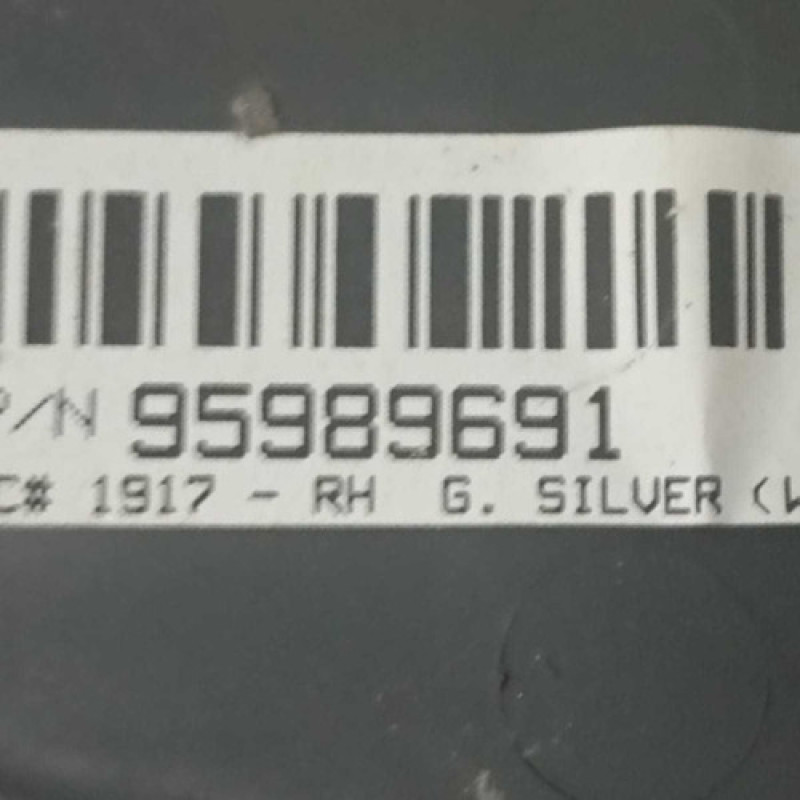 P/N 95989691
C# 1917 - RH G. SILVER (